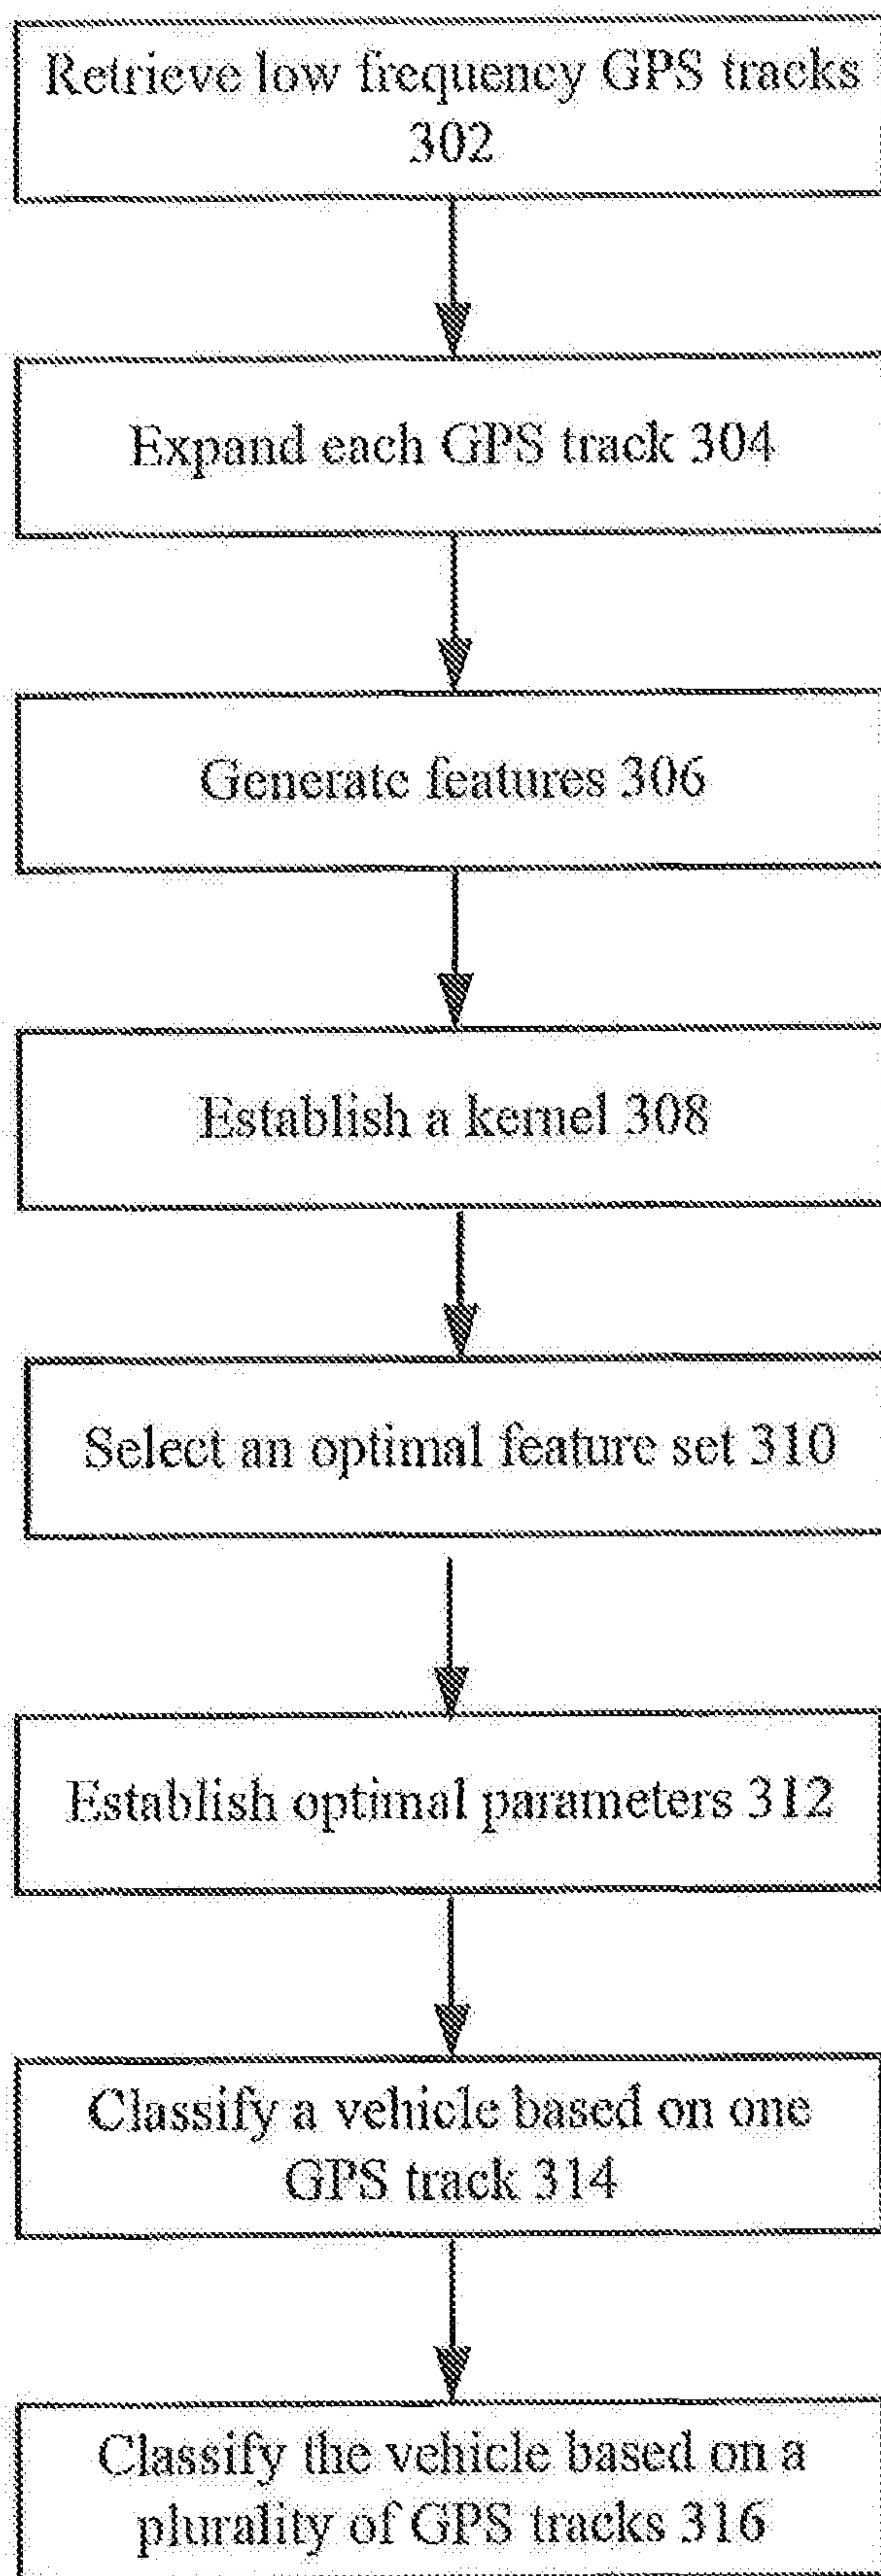 Retrieve low frequency GPS tracks
302
Expand each GPS track 304
Generate features 306
Establish a kernel 308
Select an optimal feature set 310
Establish optimal parameters 312
Classify a vehicle based on one
GPS track 314
Classify the vehicle based on a
plurality of GPS tracks 316